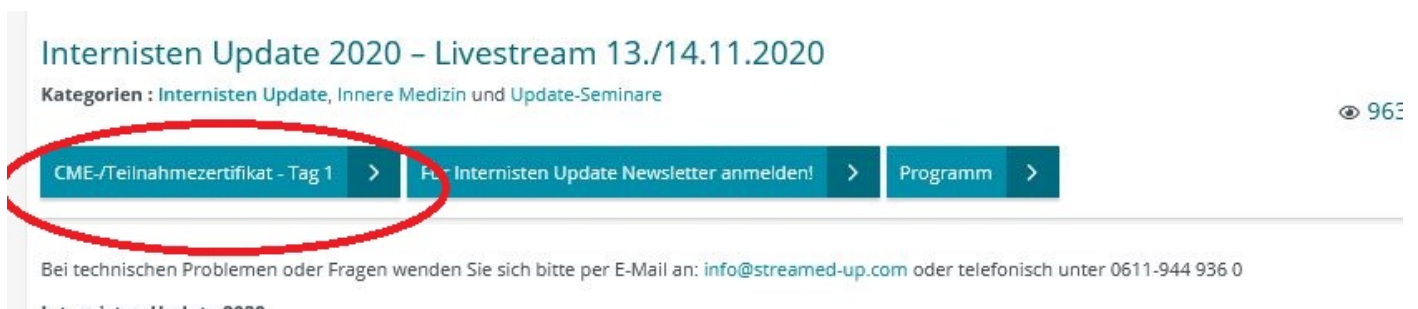 Internisten Update 2020 – Livestream 13./14.11.2020
Kategorien : Internisten Update, Innere Medizin und Update-Seminare
963
CME-/Teilnahmezertifikat - Tag 1
Für Internisten Update Newsletter anmelden!
Programm
Bei technischen Problemen oder Fragen wenden Sie sich bitte per E-Mail an: info@streamed-up.com oder telefonisch unter 0611-944 936 0